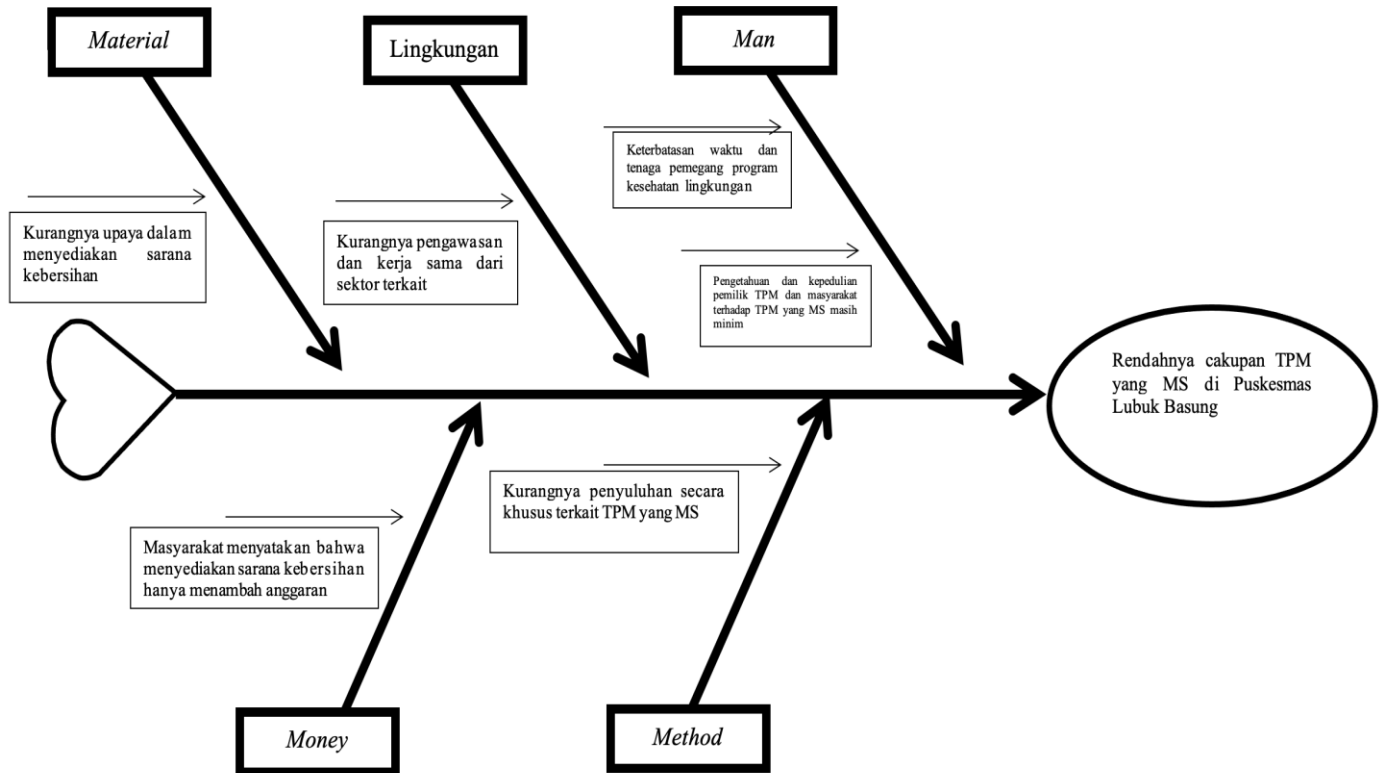 Material
Lingkungan
Man
Keterbatasan waktu dan
tenaga pemegang program
kesehatan lingkungan
Kurangnya upaya dalam
menyediakan sarana
kebersihan
Kurangnya pengawasan
dan kerja sama dari
sektor terkait
Pengetahuan dan kepedulian
pemilik TPM dan masyarakat
terhadap TPM yang MS masih
minim
Rendahnya cakupan TPM
yang MS di Puskesmas
Lubuk Basung
Masyarakat menyatakan bahwa
menyediakan sarana kebersihan
hanya menambah anggaran
Kurangnya penyuluhan secara
khusus terkait TPM yang MS
Money
Method